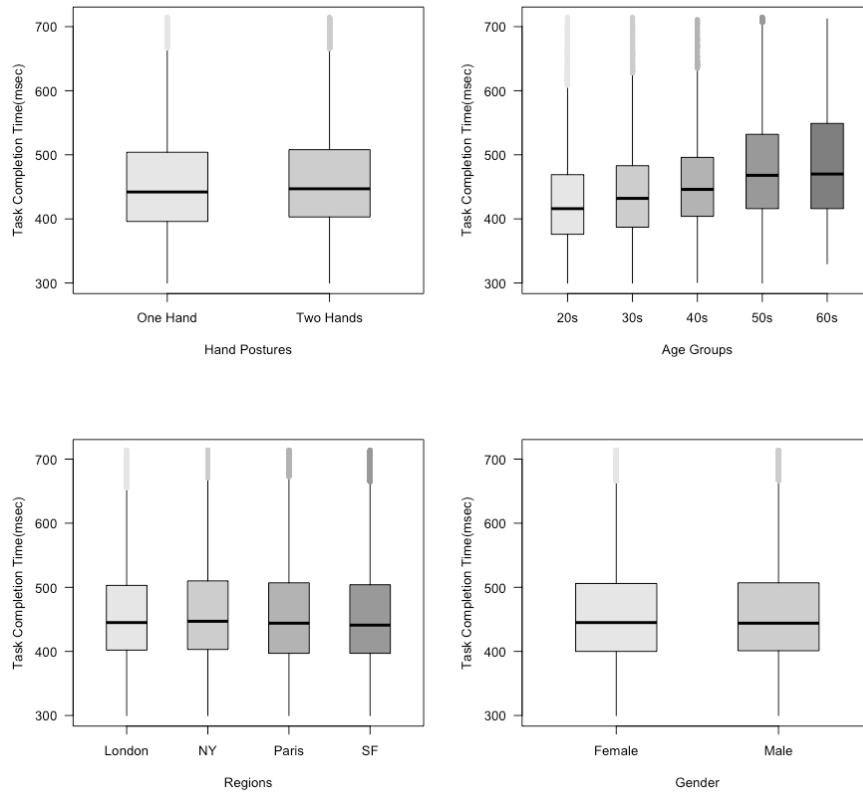 Task Completion Time(msec)
700
600
500
400
300
One Hand
Two Hands
Hand Postures
Task Completion Time(msec)
700
600
500
400
300
20s
30s
40s
50s
60s
Age Groups
Task Completion Time(msec)
700
600
500
400
300
London
NY
Paris
SF
Regions
Task Completion Time(msec)
700
600
500
400
300
Female
Male
Gender